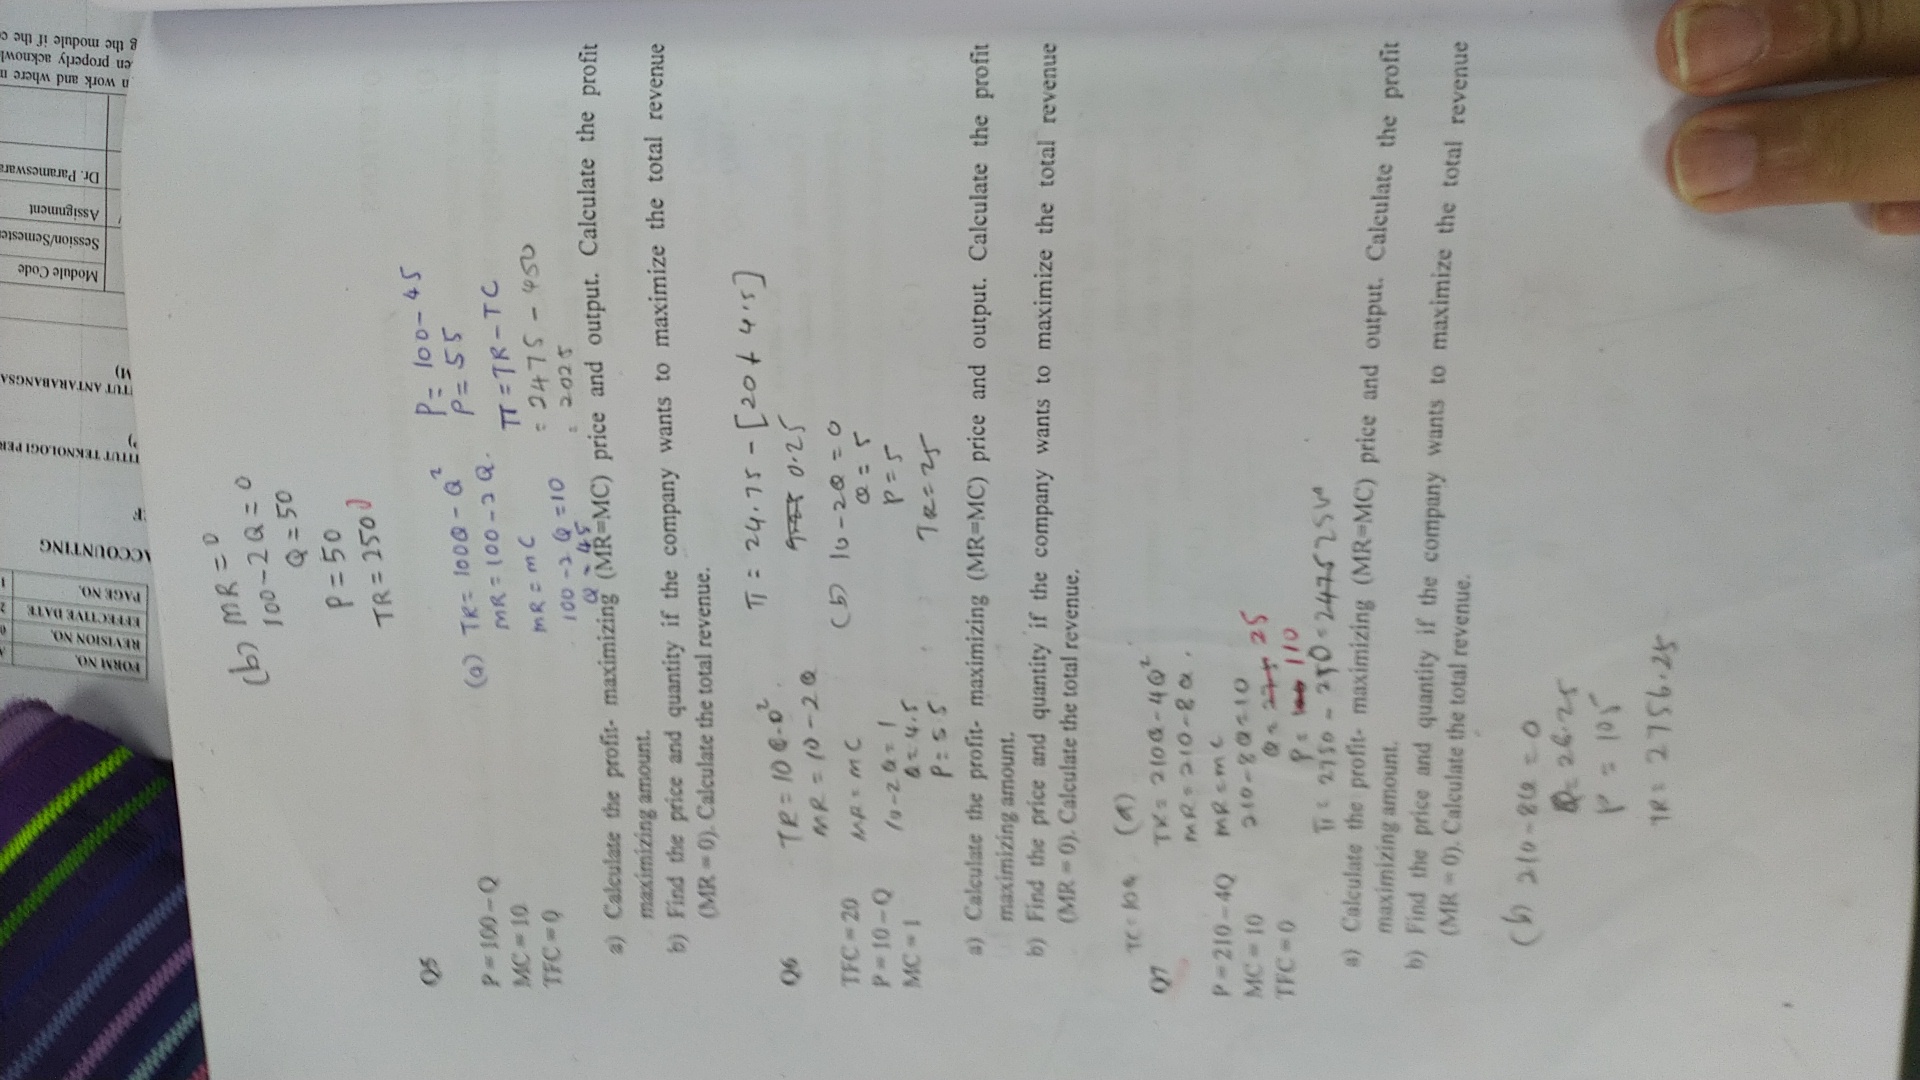 FORM NO.
REVISION NO.
EFFECTIVE DATE 2
PAGE NO. 1
ACCOUNTING
TITUT TEKNOLOGI PER
TUT ANTARABANGSA
Module Code
Session/Semester
Assignment
Dr. Parameswara
n work and where
en properly acknowl
g the module if the
(b) MR = 0
100 - 2Q = 0
Q = 50
P = 50
TR = 2500
Q5
P = 100 – Q
MC = 10
TFC = 0
(a) TR = 100Q - Q²
MR = 100 - 2Q.
MR = MC
100 - 2Q = 10
Q = 45
P = 100 - 45
P = 55
π = TR - TC
= 2475 - 450
= 2025
a) Calculate the profit- maximizing (MR=MC) price and output. Calculate the profit
maximizing amount.
b) Find the price and quantity if the company wants to maximize the total revenue
(MR = 0). Calculate the total revenue.
Q6
TFC = 20
P = 10 – Q
MC = 1
TR = 10Q - Q².
MR = 10 - 2Q
MR = MC
10 - 2Q = 1
Q = 4.5
P = 5.5
π = 24.75 - [20 + 4.5]
0.25
(b) 10 - 2Q = 0
Q = 5
P = 5
TR = 25
a) Calculate the profit- maximizing (MR=MC) price and output. Calculate the profit
maximizing amount.
b) Find the price and quantity if the company wants to maximize the total revenue
(MR = 0). Calculate the total revenue.
TC = 10Q
Q7
P = 210 – 4Q
MC = 10
TFC = 0
(a)
TR = 210Q - 4Q²
MR = 210 - 8Q.
MR = MC
210 - 8Q = 10
Q = 25
P = 110
π = 2750 - 250 = 2475 2500
a) Calculate the profit- maximizing (MR=MC) price and output. Calculate the profit
maximizing amount.
b) Find the price and quantity if the company wants to maximize the total revenue
(MR = 0). Calculate the total revenue.
(b) 210 - 8Q = 0
Q = 26.25
P = 105
TR = 2756.25